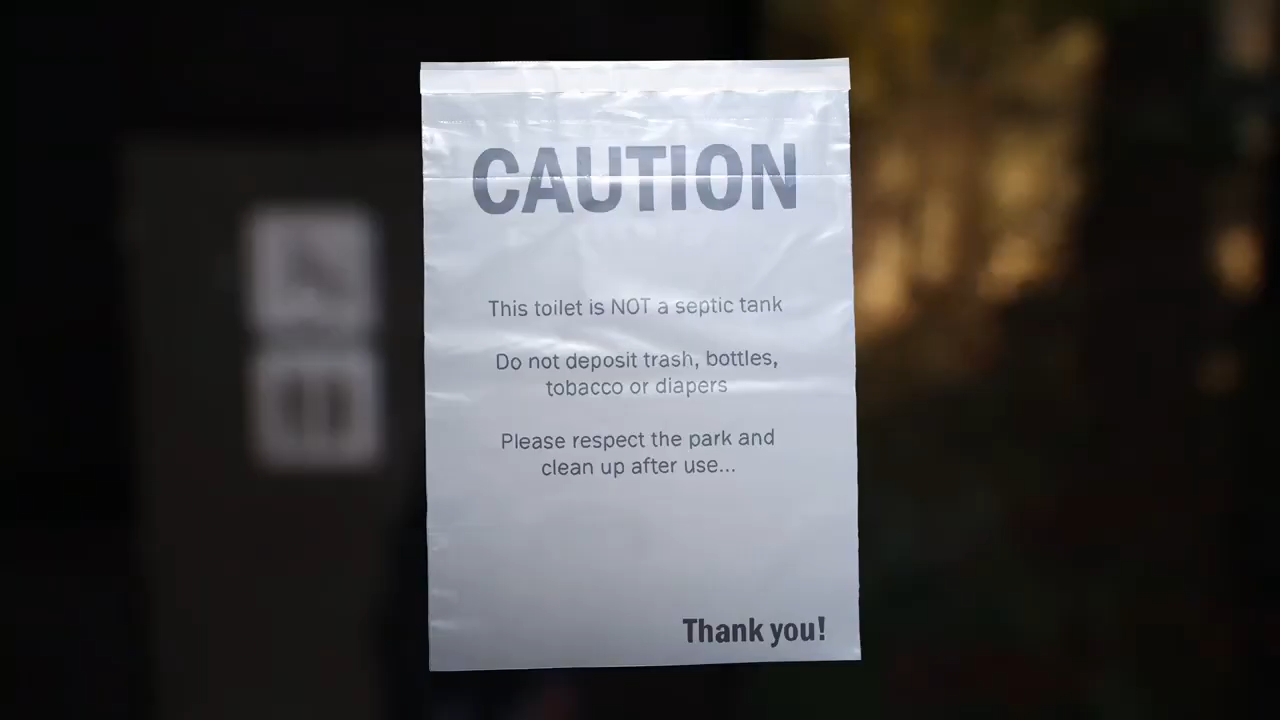 CAUTION
This toilet is NOT a septic tank
Do not deposit trash, bottles,
tobacco or diapers
Please respect the park and
clean up after use...
Thank you!